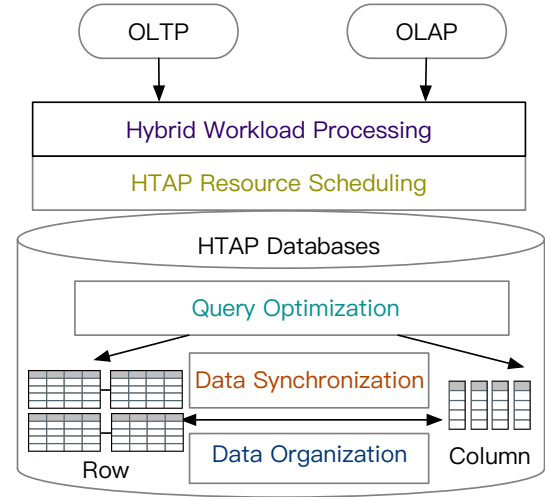 OLTP
OLAP
Hybrid Workload Processing
HTAP Resource Scheduling
HTAP Databases
Query Optimization
Data Synchronization
Data Organization
Row
Column